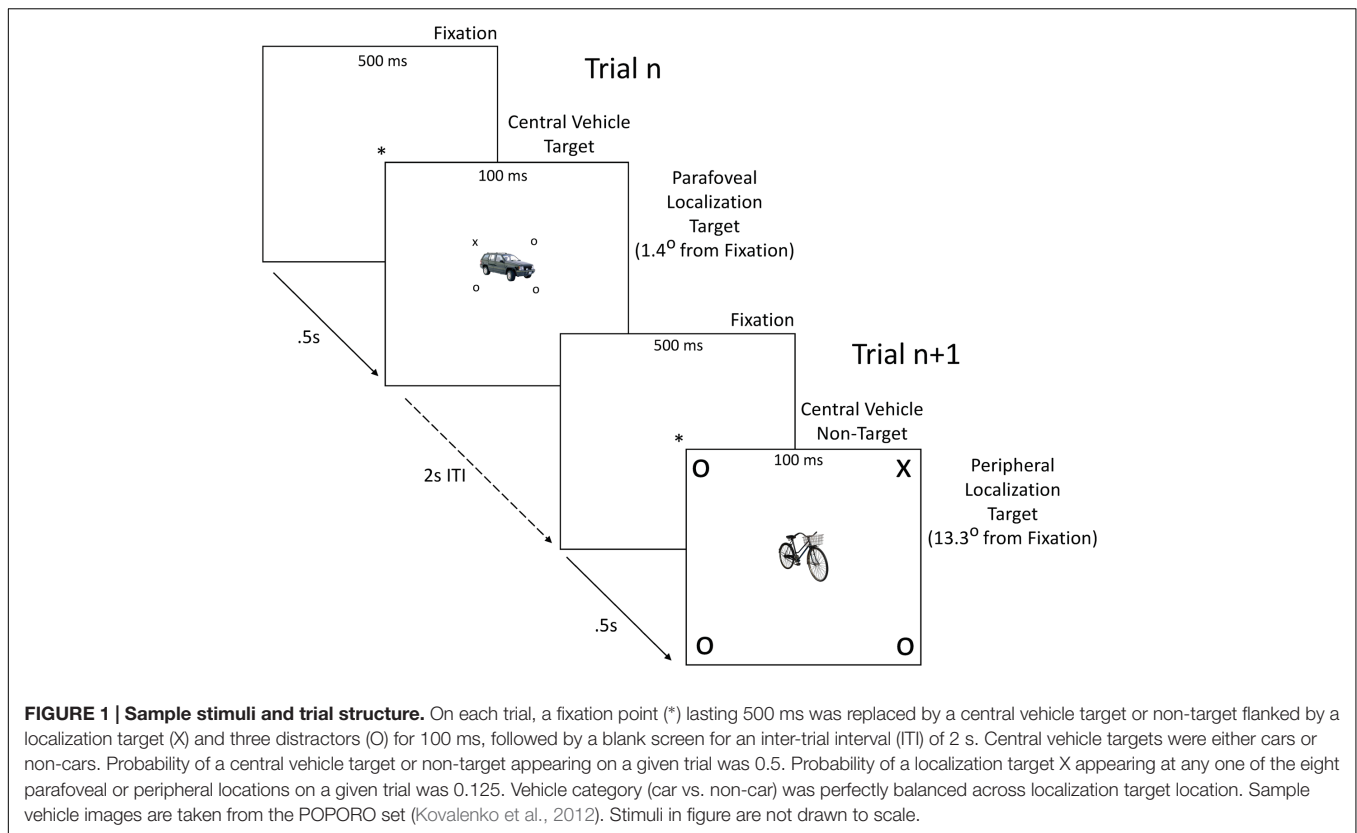 Fixation
500 ms
Trial n
*
Central Vehicle
Target
100 ms
x o
o o
Parafoveal
Localization
Target
(1.4o from Fixation)
.5s
Fixation
500 ms
Trial n+1
*
2s ITI
Central Vehicle
Non-Target
100 ms
O X
O O
Peripheral
Localization
Target
(13.3o from Fixation)
.5s
FIGURE 1 | Sample stimuli and trial structure. On each trial, a fixation point (*) lasting 500 ms was replaced by a central vehicle target or non-target flanked by a
localization target (X) and three distractors (O) for 100 ms, followed by a blank screen for an inter-trial interval (ITI) of 2 s. Central vehicle targets were either cars or
non-cars. Probability of a central vehicle target or non-target appearing on a given trial was 0.5. Probability of a localization target X appearing at any one of the eight
parafoveal or peripheral locations on a given trial was 0.125. Vehicle category (car vs. non-car) was perfectly balanced across localization target location. Sample
vehicle images are taken from the POPORO set (Kovalenko et al., 2012). Stimuli in figure are not drawn to scale.